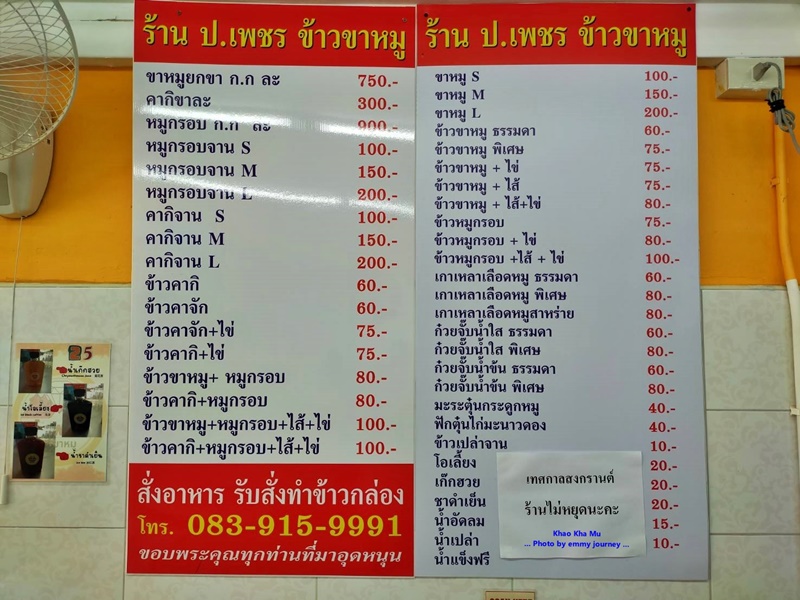 ร้าน ป.เพชร ข้าวขาหมู
ขาหมูยกขา ก.ก ละ 750.-
คากิขาละ 300.-
หมูกรอบ ก.ก ละ 900.-
หมูกรอบจาน S 100.-
หมูกรอบจาน M 150.-
หมูกรอบจาน L 200.-
คากิจาน S 100.-
คากิจาน M 150.-
คากิจาน L 200.-
ข้าวคากิ 60.-
ข้าวคาจัก 60.-
ข้าวคาจัก+ไข่ 75.-
ข้าวคากิ+ไข่ 75.-
ข้าวขาหมู+ หมูกรอบ 80.-
ข้าวคากิ+หมูกรอบ 80.-
ข้าวขาหมู+หมูกรอบ+ไส้+ไข่ 100.-
ข้าวคากิ+หมูกรอบ+ไส้+ไข่ 100.-
สั่งอาหาร รับสั่งทำข้าวกล่อง
โทร. 083-915-9991
ขอบพระคุณทุกท่านที่มาอุดหนุน
ร้าน ป.เพชร ข้าวขาหมู
ขาหมู S 100.-
ขาหมู M 150.-
ขาหมู L 200.-
ข้าวขาหมู ธรรมดา 60.-
ข้าวขาหมู พิเศษ 75.-
ข้าวขาหมู + ไข่ 75.-
ข้าวขาหมู + ไส้ 75.-
ข้าวขาหมู + ไส้+ไข่ 80.-
ข้าวหมูกรอบ 75.-
ข้าวหมูกรอบ + ไข่ 80.-
ข้าวหมูกรอบ +ไส้ + ไข่ 100.-
เกาเหลาเลือดหมู ธรรมดา 60.-
เกาเหลาเลือดหมู พิเศษ 80.-
เกาเหลาเลือดหมูสาหร่าย 80.-
ก๋วยจั๊บน้ำใส ธรรมดา 60.-
ก๋วยจั๊บน้ำใส พิเศษ 80.-
ก๋วยจั๊บน้ำข้น ธรรมดา 60.-
ก๋วยจั๊บน้ำข้น พิเศษ 80.-
มะระตุ๋นกระดูกหมู 40.-
ฟักตุ๋นไก่มะนาวดอง 40.-
ข้าวเปล่าจาน 10.-
โอเลี้ยง 20.-
เก๊กฮวย 20.-
ชาดำเย็น 20.-
น้ำอัดลม 15.-
น้ำเปล่า 10.-
น้ำแข็งฟรี
เทศกาลสงกรานต์
ร้านไม่หยุดนะคะ
Khao Kha Mu
... Photo by emmy journey ...
25
น้ำเก๊กฮวย
น้ำโอเลี้ยง
น้ำชาดำเย็น